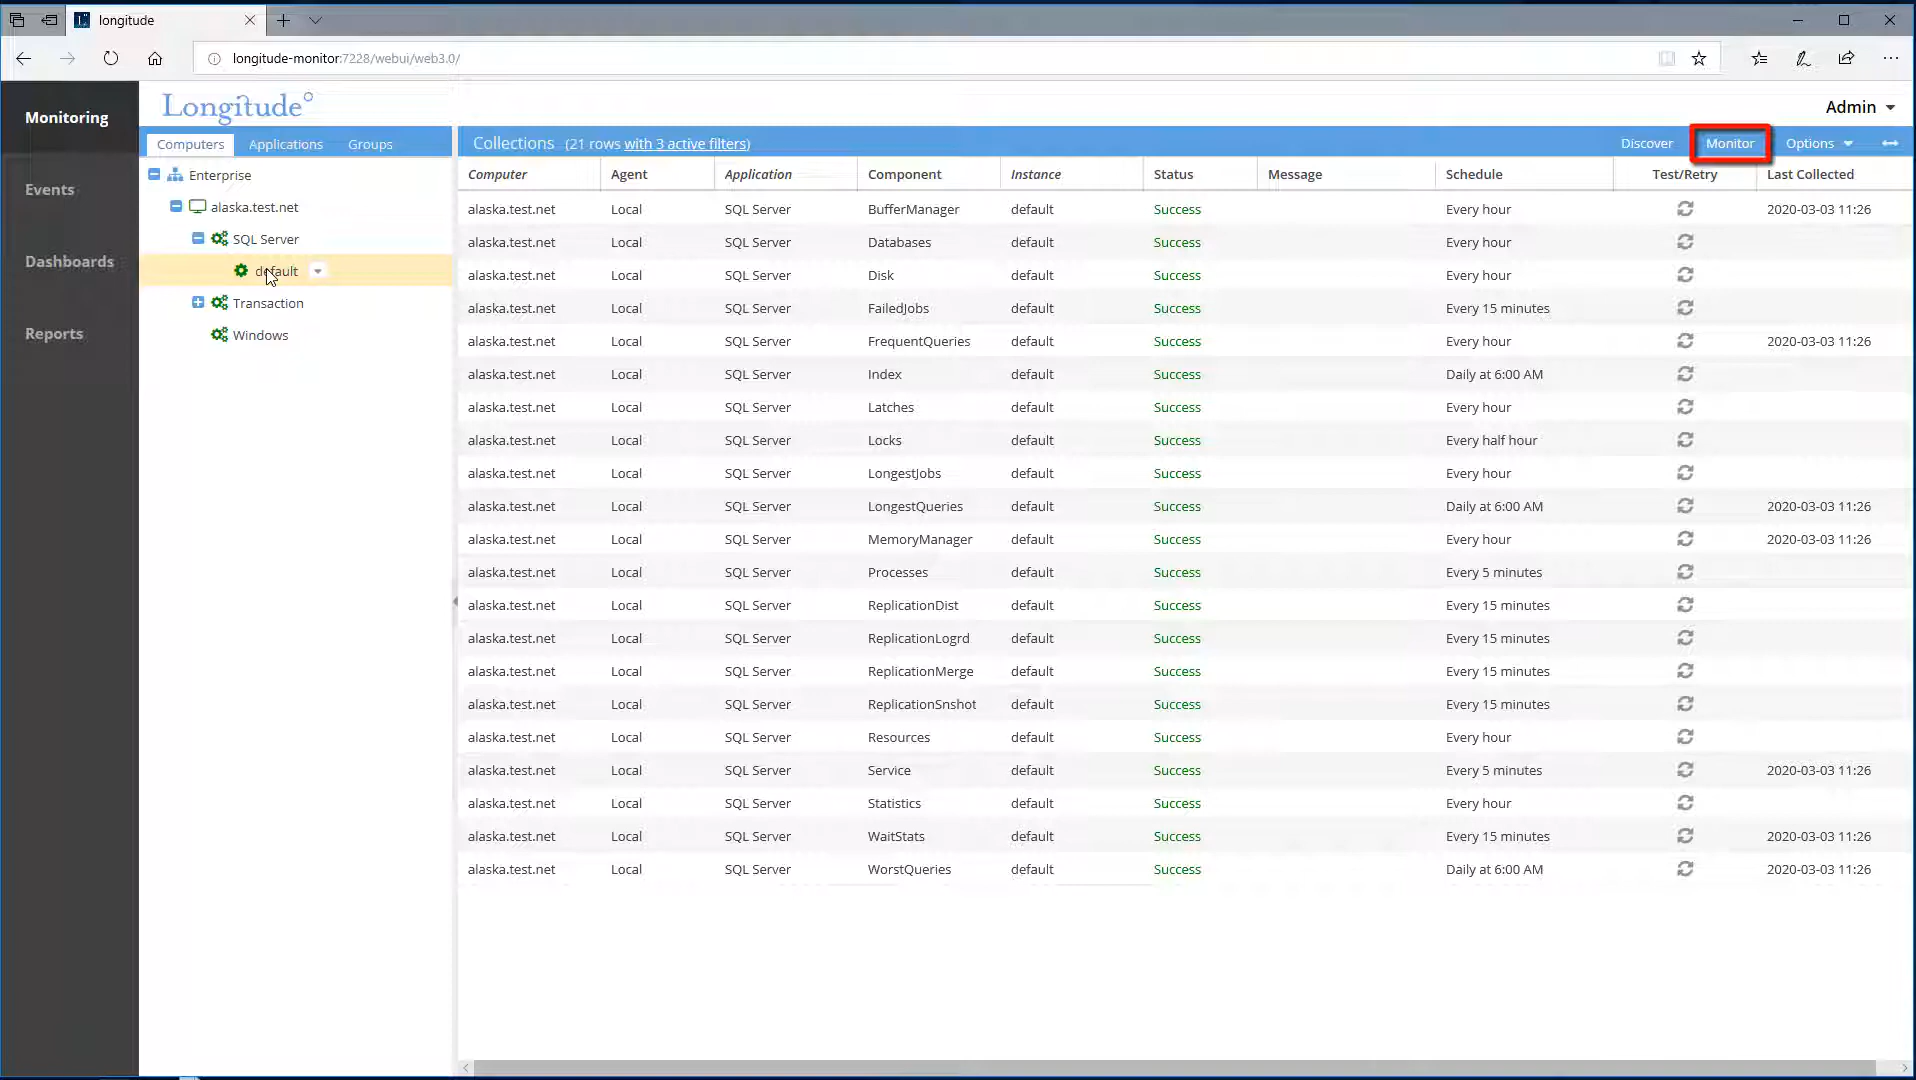 longitude
longitude-monitor:7228/webui/web3.0/
Monitoring
Events
Dashboards
Reports
Longitude°
Admin
Computers Applications Groups
Enterprise
alaska.test.net
SQL Server
default
Transaction
Windows
Collections (21 rows with 3 active filters)
Discover Monitor Options
Computer Agent Application Component Instance Status Message Schedule Test/Retry Last Collected
alaska.test.net Local SQL Server BufferManager default Success Every hour 2020-03-03 11:26
alaska.test.net Local SQL Server Databases default Success Every hour
alaska.test.net Local SQL Server Disk default Success Every hour
alaska.test.net Local SQL Server FailedJobs default Success Every 15 minutes
alaska.test.net Local SQL Server FrequentQueries default Success Every hour 2020-03-03 11:26
alaska.test.net Local SQL Server Index default Success Daily at 6:00 AM
alaska.test.net Local SQL Server Latches default Success Every hour
alaska.test.net Local SQL Server Locks default Success Every half hour
alaska.test.net Local SQL Server LongestJobs default Success Every hour
alaska.test.net Local SQL Server LongestQueries default Success Daily at 6:00 AM 2020-03-03 11:26
alaska.test.net Local SQL Server MemoryManager default Success Every hour 2020-03-03 11:26
alaska.test.net Local SQL Server Processes default Success Every 5 minutes
alaska.test.net Local SQL Server ReplicationDist default Success Every 15 minutes
alaska.test.net Local SQL Server ReplicationLogrd default Success Every 15 minutes
alaska.test.net Local SQL Server ReplicationMerge default Success Every 15 minutes
alaska.test.net Local SQL Server ReplicationSnshot default Success Every 15 minutes
alaska.test.net Local SQL Server Resources default Success Every hour
alaska.test.net Local SQL Server Service default Success Every 5 minutes 2020-03-03 11:26
alaska.test.net Local SQL Server Statistics default Success Every hour
alaska.test.net Local SQL Server WaitStats default Success Every 15 minutes 2020-03-03 11:26
alaska.test.net Local SQL Server WorstQueries default Success Daily at 6:00 AM 2020-03-03 11:26